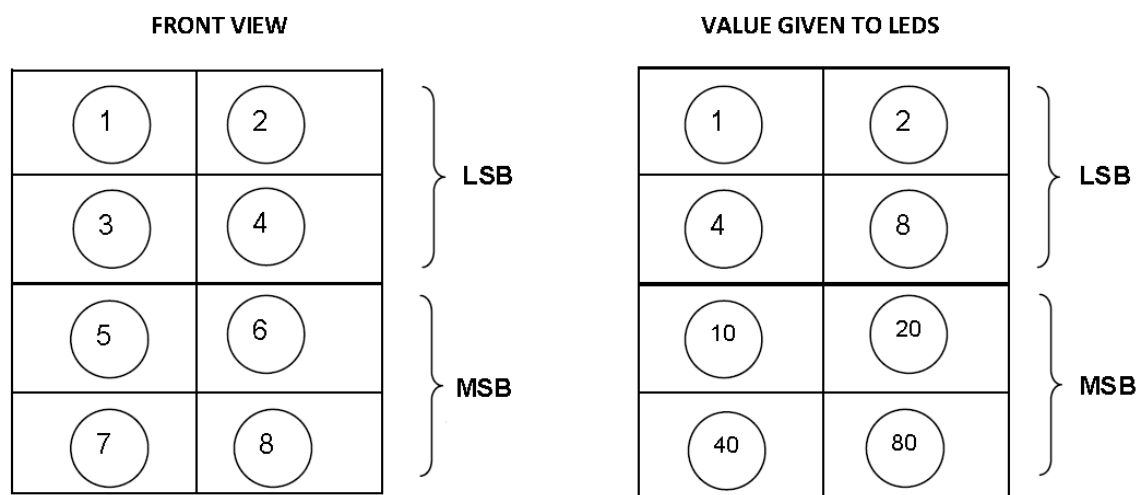 FRONT VIEW
VALUE GIVEN TO LEDS
1 2
3 4
LSB
5 6
7 8
MSB
1 2
4 8
LSB
10 20
40 80
MSB